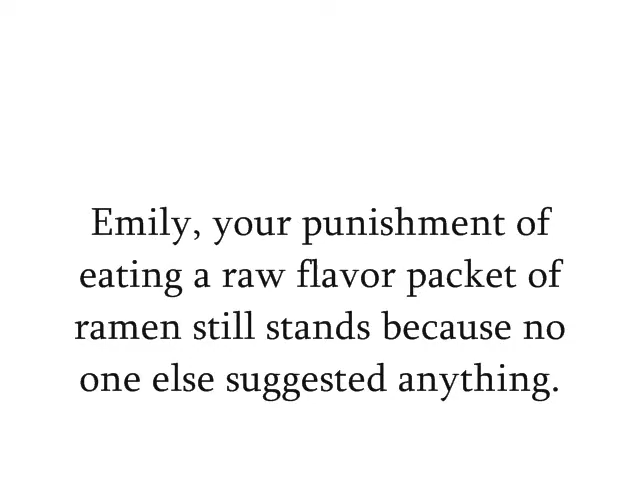 Emily, your punishment of
eating a raw flavor packet of
ramen still stands because no
one else suggested anything.